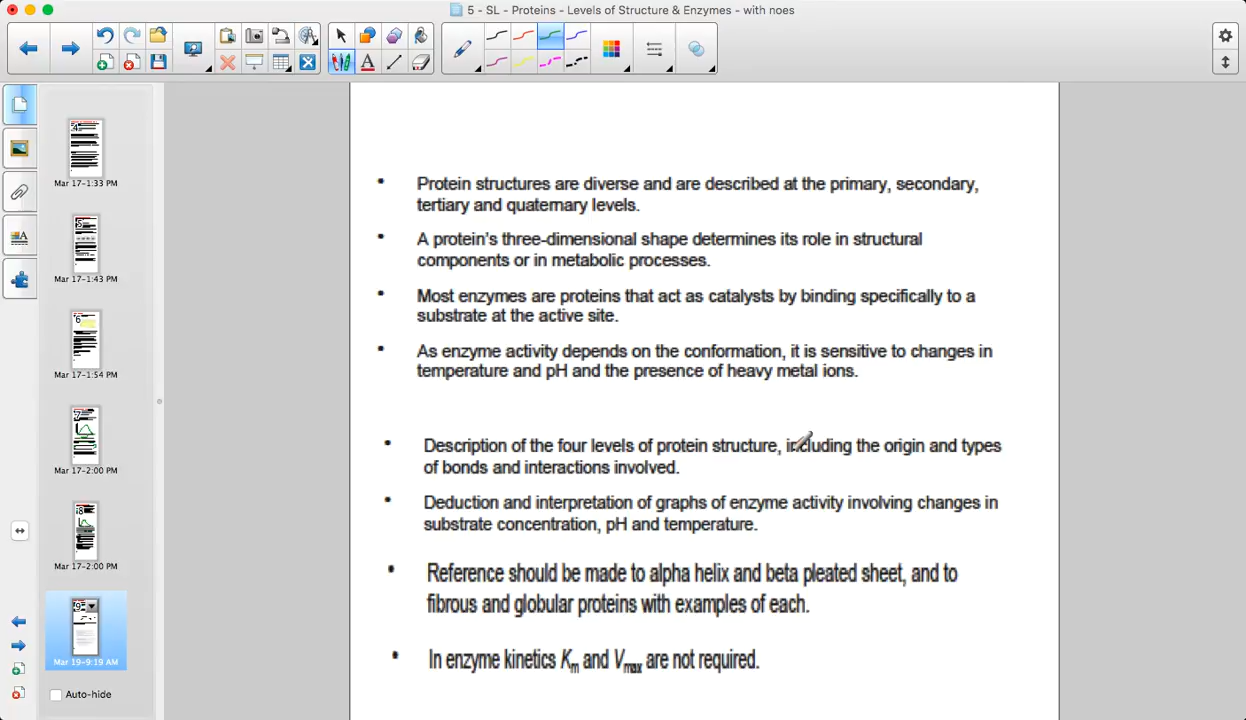 5 - SL - Proteins - Levels of Structure & Enzymes - with noes
Mar 17-1:33 PM
Mar 17-1:43 PM
Mar 17-1:54 PM
Mar 17-2:00 PM
Mar 17-2:00 PM
Mar 19-9:19 AM
Auto-hide
• Protein structures are diverse and are described at the primary, secondary,
tertiary and quaternary levels.
• A protein's three-dimensional shape determines its role in structural
components or in metabolic processes.
• Most enzymes are proteins that act as catalysts by binding specifically to a
substrate at the active site.
• As enzyme activity depends on the conformation, it is sensitive to changes in
temperature and pH and the presence of heavy metal ions.
• Description of the four levels of protein structure, including the origin and types
of bonds and interactions involved.
• Deduction and interpretation of graphs of enzyme activity involving changes in
substrate concentration, pH and temperature.
• Reference should be made to alpha helix and beta pleated sheet, and to
fibrous and globular proteins with examples of each.
• In enzyme kinetics Km and Vmax are not required.